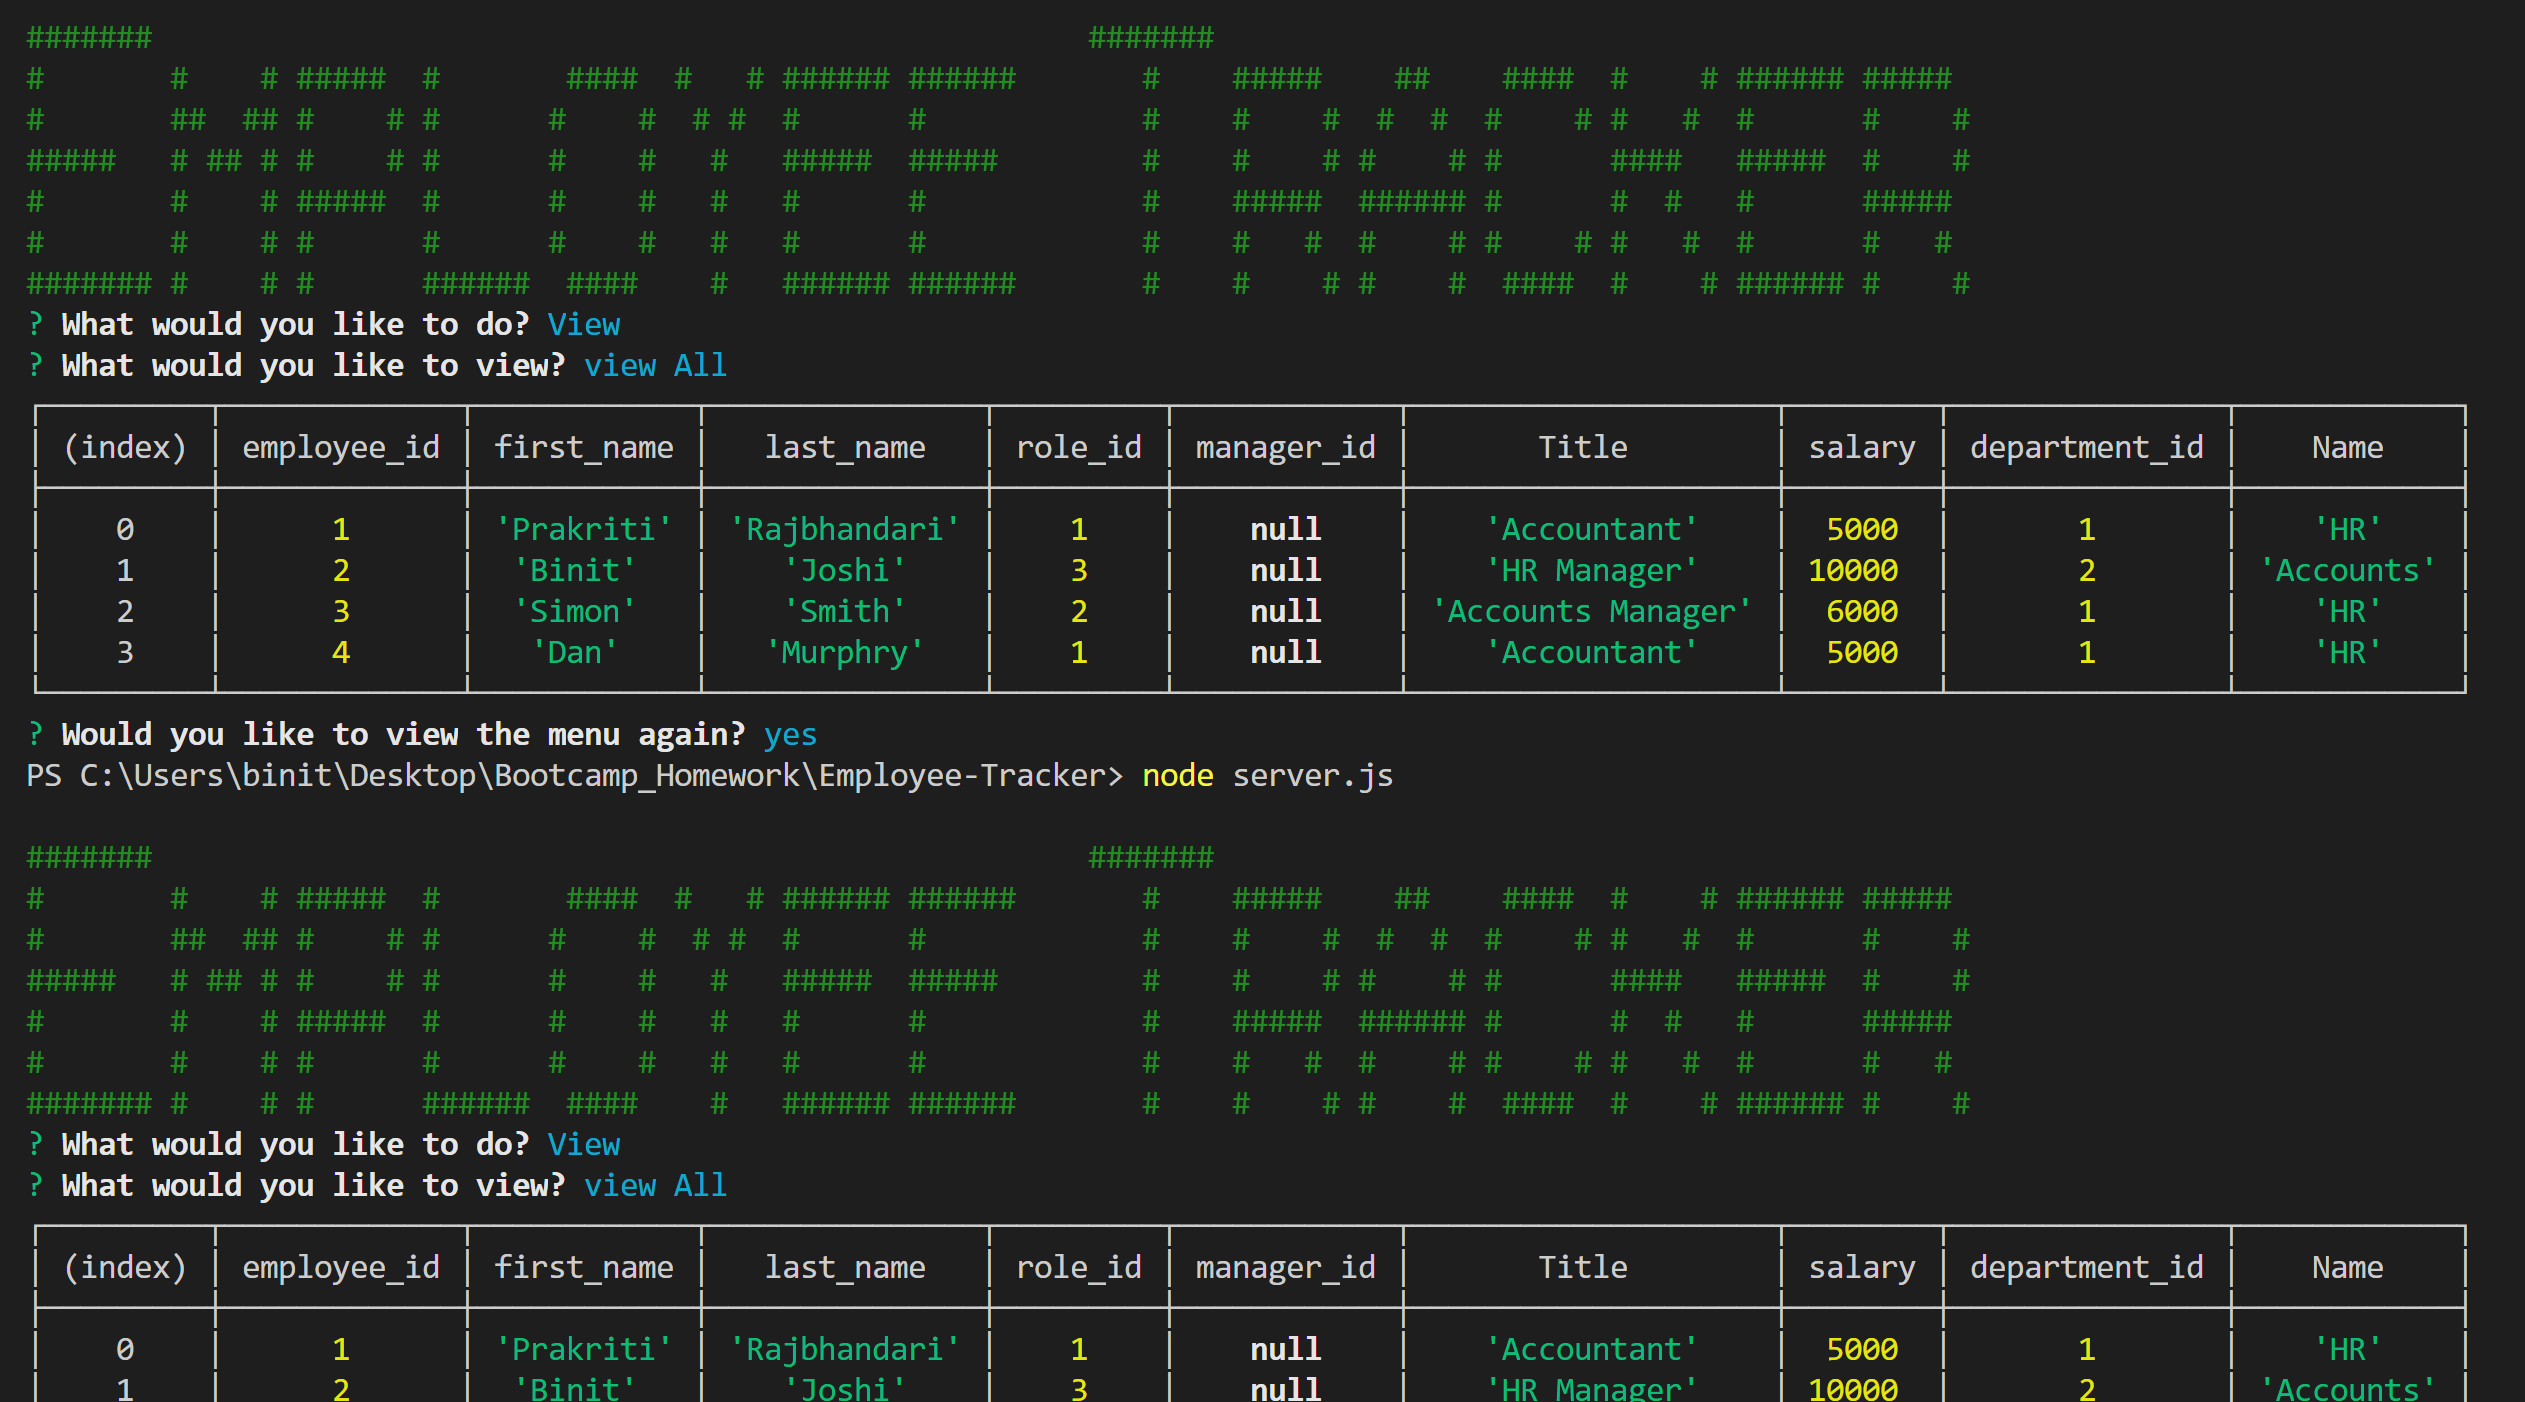 Employee Tracker
? What would you like to do? View
? What would you like to view? view All
(index) employee_id first_name last_name role_id manager_id Title salary department_id Name
0 1 'Prakriti' 'Rajbhandari' 1 null 'Accountant' 5000 1 'HR'
1 2 'Binit' 'Joshi' 3 null 'HR Manager' 10000 2 'Accounts'
2 3 'Simon' 'Smith' 2 null 'Accounts Manager' 6000 1 'HR'
3 4 'Dan' 'Murphry' 1 null 'Accountant' 5000 1 'HR'
? Would you like to view the menu again? yes
PS C:\Users\binit\Desktop\Bootcamp_Homework\Employee-Tracker> node server.js
Employee Tracker
? What would you like to do? View
? What would you like to view? view All
(index) employee_id first_name last_name role_id manager_id Title salary department_id Name
0 1 'Prakriti' 'Rajbhandari' 1 null 'Accountant' 5000 1 'HR'
1 2 'Binit' 'Joshi' 3 null 'HR Manager' 10000 2 'Accounts'